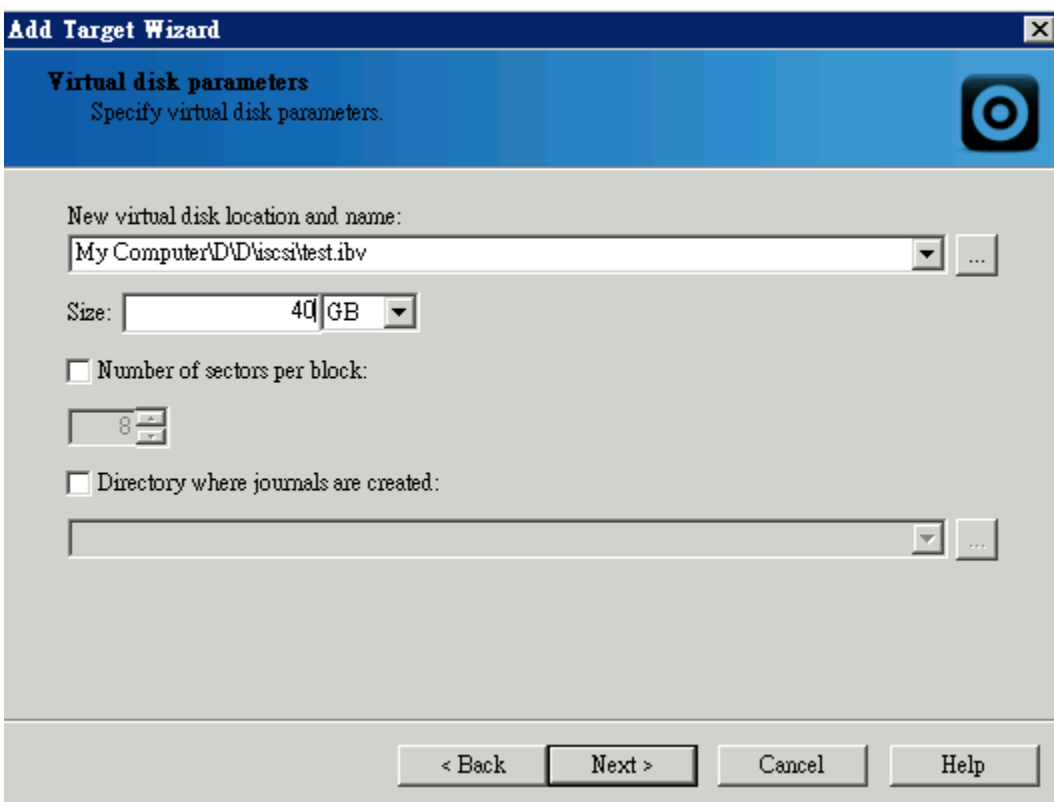 Add Target Wizard
Virtual disk parameters
Specify virtual disk parameters.
New virtual disk location and name:
My Computer\D\D\iscsi\test.ibv
...
Size: 40 GB
Number of sectors per block:
8
Directory where journals are created:
...
< Back Next > Cancel Help